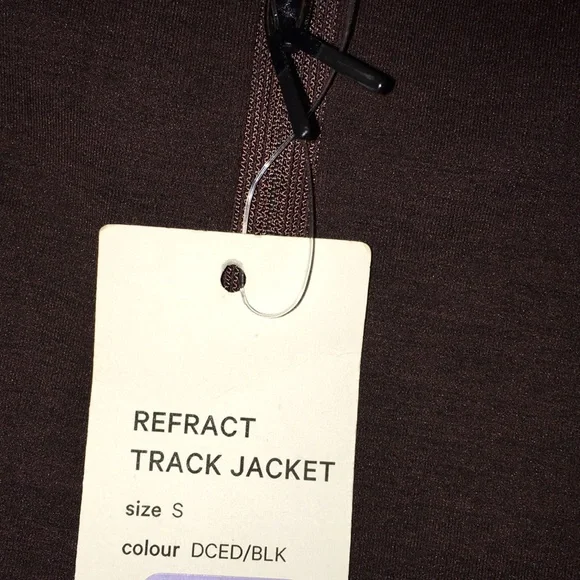 REFRACT
TRACK JACKET
size S
colour DCED/BLK